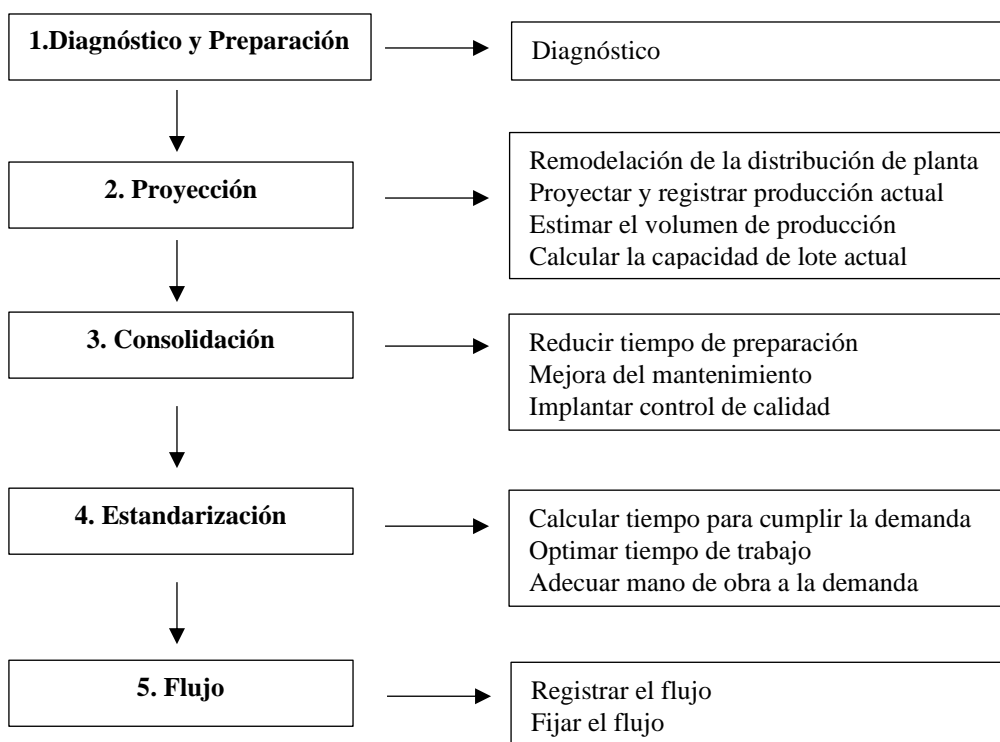 1.Diagnóstico y Preparación
Diagnóstico
2. Proyección
Remodelación de la distribución de planta
Proyectar y registrar producción actual
Estimar el volumen de producción
Calcular la capacidad de lote actual
3. Consolidación
Reducir tiempo de preparación
Mejora del mantenimiento
Implantar control de calidad
4. Estandarización
Calcular tiempo para cumplir la demanda
Optimar tiempo de trabajo
Adecuar mano de obra a la demanda
5. Flujo
Registrar el flujo
Fijar el flujo